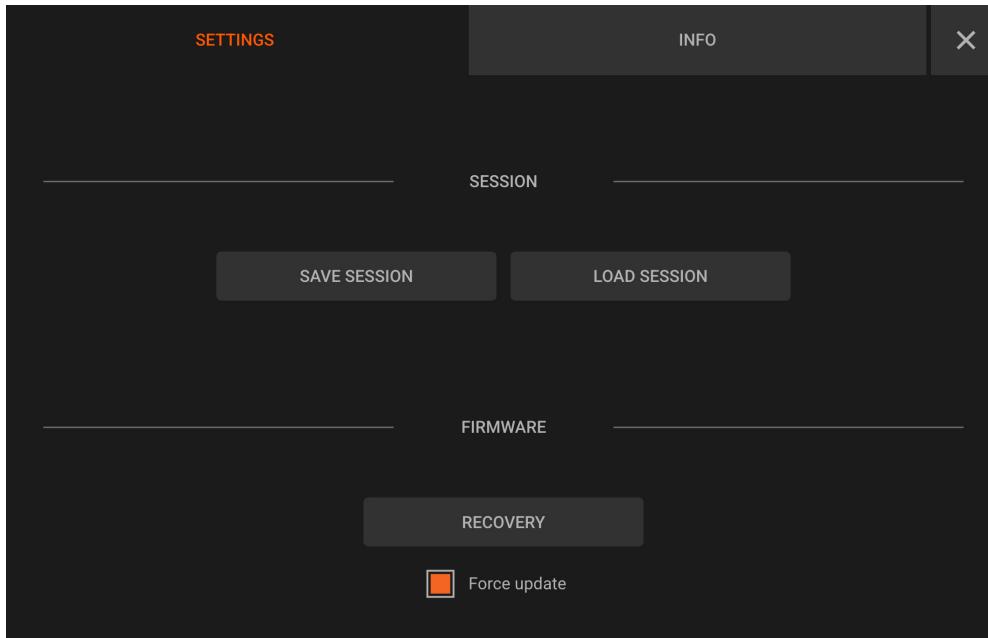 SETTINGS
INFO
SESSION
SAVE SESSION
LOAD SESSION
FIRMWARE
RECOVERY
Force update